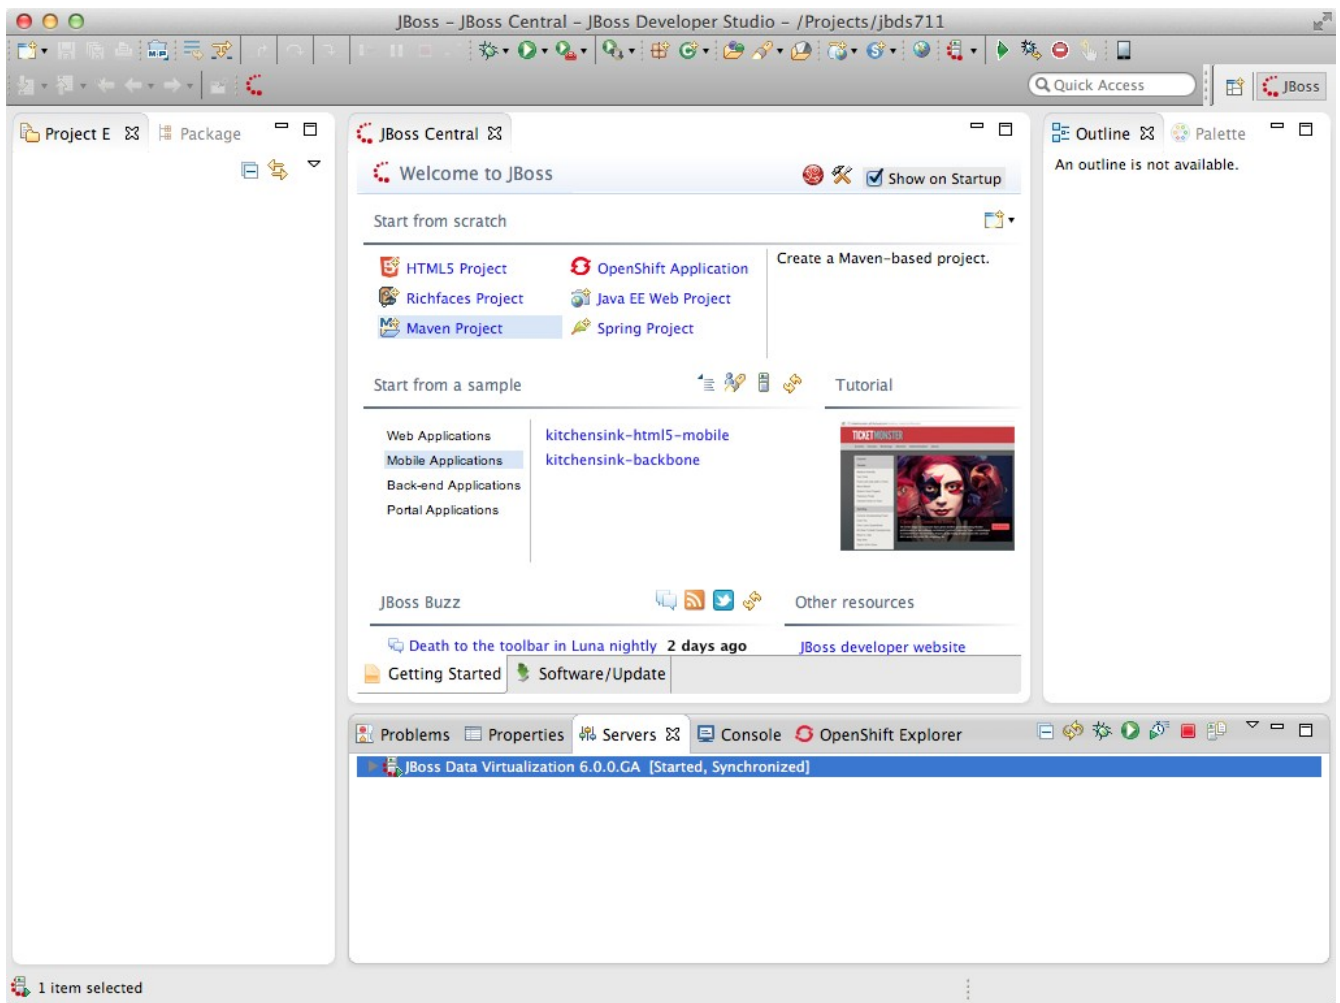 JBoss – JBoss Central – JBoss Developer Studio – /Projects/jbds711
Quick Access
JBoss
Project E
Package
JBoss Central
Outline
Palette
An outline is not available.
Welcome to JBoss
Show on Startup
Start from scratch
HTML5 Project
OpenShift Application
Create a Maven-based project.
Richfaces Project
Java EE Web Project
Maven Project
Spring Project
Start from a sample
Tutorial
Web Applications
kitchensink-html5-mobile
Mobile Applications
kitchensink-backbone
Back-end Applications
Portal Applications
TICKETMONSTER
JBoss Buzz
Other resources
Death to the toolbar in Luna nightly 2 days ago
JBoss developer website
Getting Started
Software/Update
Problems
Properties
Servers
Console
OpenShift Explorer
JBoss Data Virtualization 6.0.0.GA [Started, Synchronized]
1 item selected